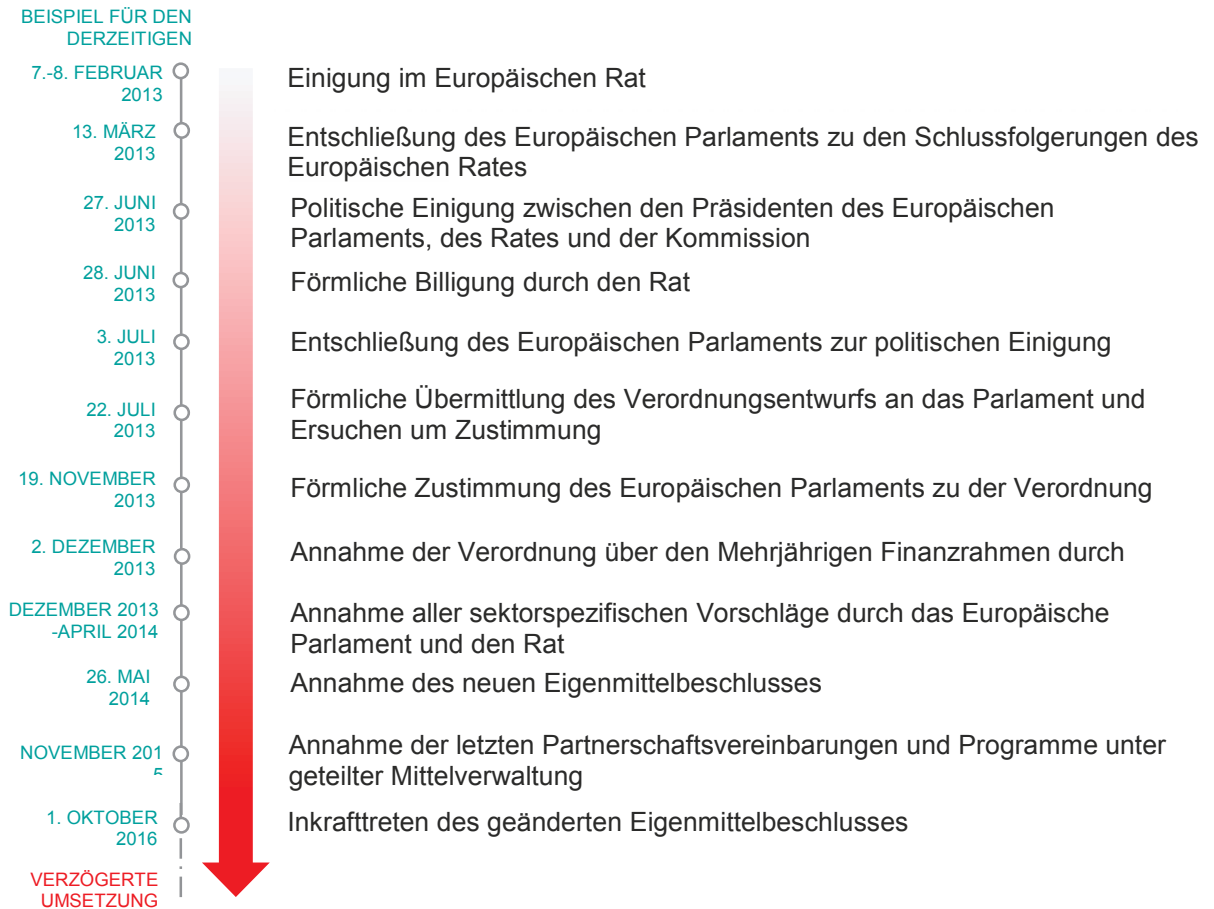 BEISPIEL FÜR DEN
DERZEITIGEN
7.-8. FEBRUAR
2013
Einigung im Europäischen Rat
13. MÄRZ
2013
Entschließung des Europäischen Parlaments zu den Schlussfolgerungen des
Europäischen Rates
27. JUNI
2013
Politische Einigung zwischen den Präsidenten des Europäischen
Parlaments, des Rates und der Kommission
28. JUNI
2013
Förmliche Billigung durch den Rat
3. JULI
2013
Entschließung des Europäischen Parlaments zur politischen Einigung
22. JULI
2013
Förmliche Übermittlung des Verordnungsentwurfs an das Parlament und
Ersuchen um Zustimmung
19. NOVEMBER
2013
Förmliche Zustimmung des Europäischen Parlaments zu der Verordnung
2. DEZEMBER
2013
Annahme der Verordnung über den Mehrjährigen Finanzrahmen durch
DEZEMBER 2013
-APRIL 2014
Annahme aller sektorspezifischen Vorschläge durch das Europäische
Parlament und den Rat
26. MAI
2014
Annahme des neuen Eigenmittelbeschlusses
NOVEMBER 201
5
Annahme der letzten Partnerschaftsvereinbarungen und Programme unter
geteilter Mittelverwaltung
1. OKTOBER
2016
Inkrafttreten des geänderten Eigenmittelbeschlusses
VERZÖGERTE
UMSETZUNG